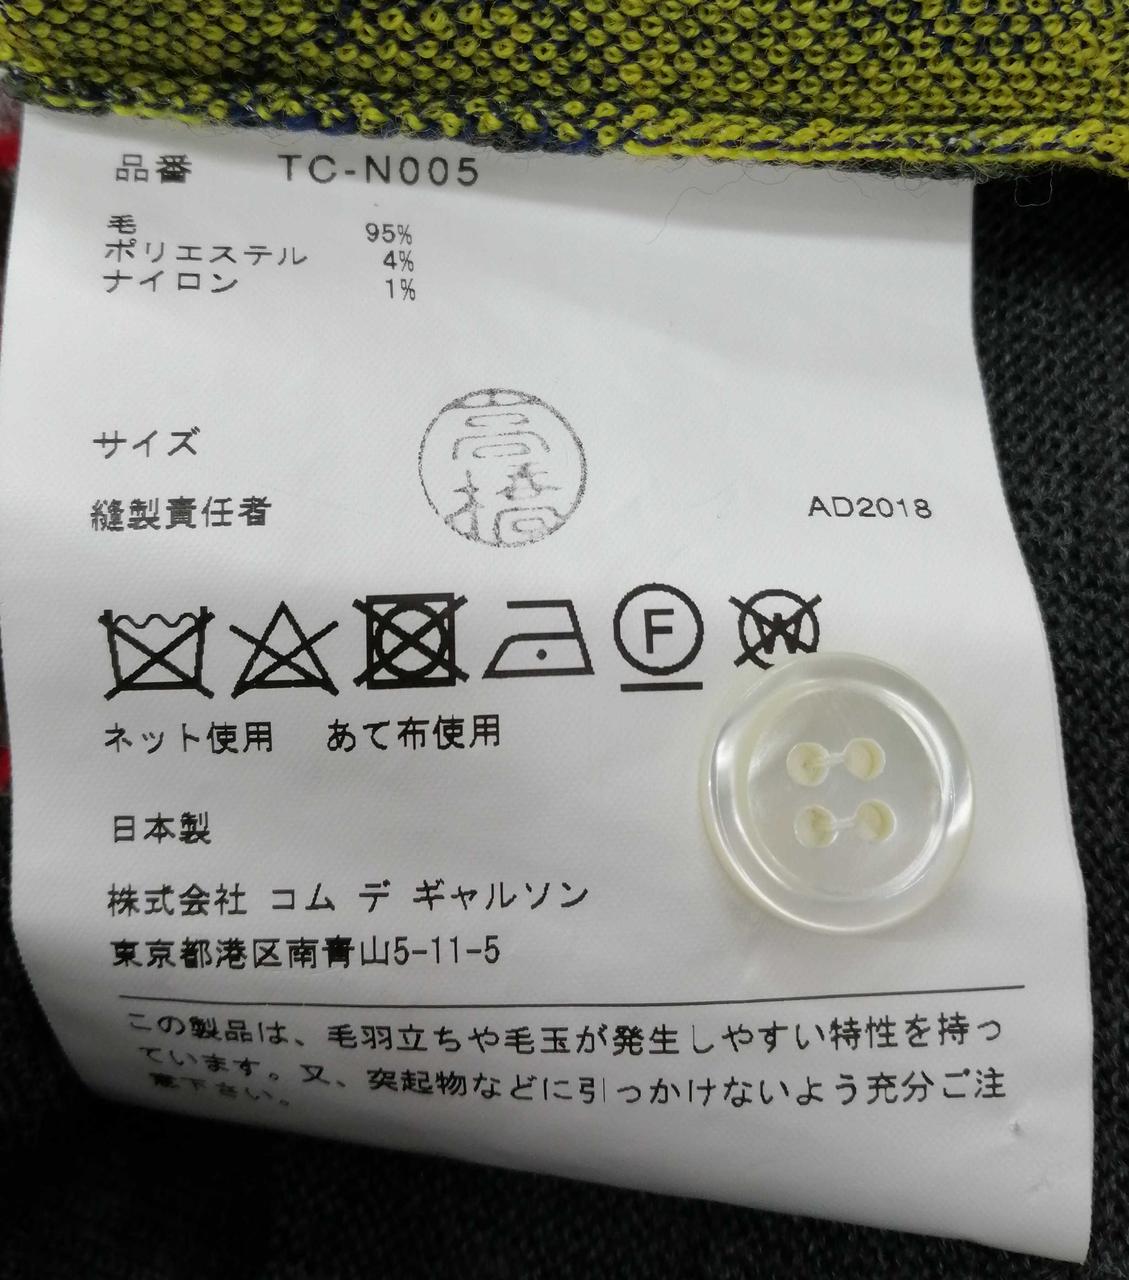 品番 TC-N005
毛 95%
ポリエステル 4%
ナイロン 1%
サイズ
高橋
縫製責任者 AD2018
F W
ネット使用 あて布使用
日本製
株式会社 コム デ ギャルソン
東京都港区南青山5-11-5
この製品は、毛羽立ちや毛玉が発生しやすい特性を持っ
ています。又、突起物などに引っかけないよう充分ご注
意下さい。